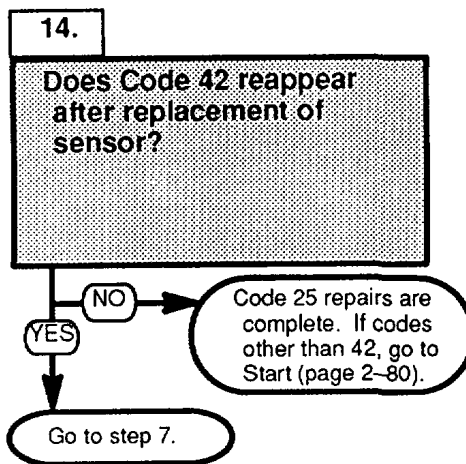 14.
Does Code 42 reappear
after replacement of
sensor?
NO
Code 25 repairs are
complete. If codes
other than 42, go to
Start (page 2–80).
YES
Go to step 7.